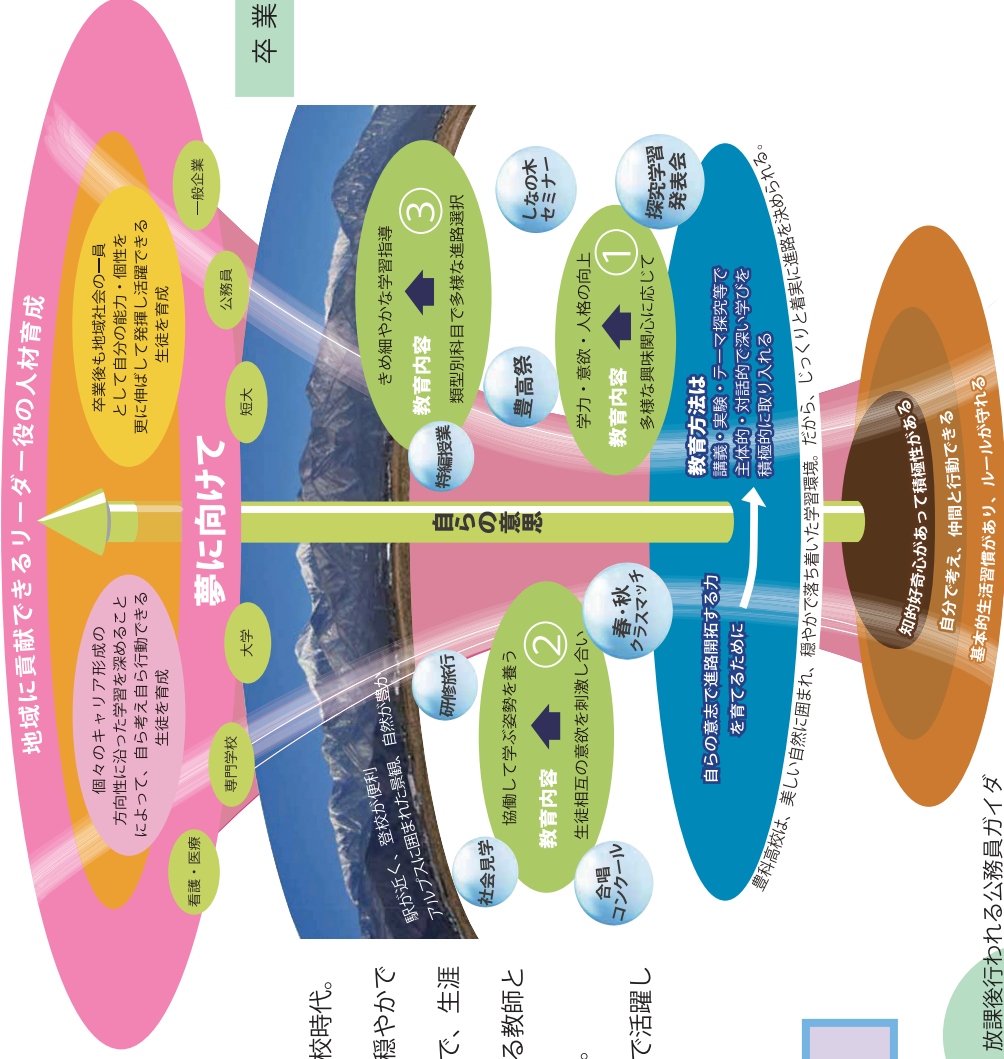 地域に貢献できるリーダー役の人材育成
個々のキャリア形成の
方向性に沿った学習を深めること
によって、自ら考え自ら行動できる
生徒を育成
卒業後も地域社会の一員
として自分の能力・個性を
更に伸ばして発揮し活躍できる
生徒を育成
夢に向けて
看護・医療
専門学校
大学
短大
公務員
一般企業
卒業
駅が近く、登校が便利
アルプスに囲まれた景観、自然が豊か
自らの意思
きめ細やかな学習指導
教育内容
③
類型別科目で多様な進路選択
特編授業
研修旅行
社会見学
協働して学ぶ姿勢を養う
教育内容
②
生徒相互の意欲を刺激し合い
合唱
コンクール
春・秋
クラスマッチ
豊高祭
しなの木
セミナー
学力・意欲・人格の向上
教育内容
①
多様な興味関心に応じて
探究学習
発表会
自らの意志で進路開拓する力
を育てるために
教育方法は
講義・実験・テーマ探究等で
主体的・対話的で深い学びを
積極的に取り入れる
豊科高校は、美しい自然に囲まれ、穏やかで落ち着いた学習環境。だから、じっくりと着実に進路を決められる。
知的好奇心があって積極性がある
自分で考え、仲間と行動できる
基本的生活習慣があり、ルールが守れる
校時代。
穏やかで
で、生涯
る教師と
。
で活躍し
放課後行われる公務員ガイダ